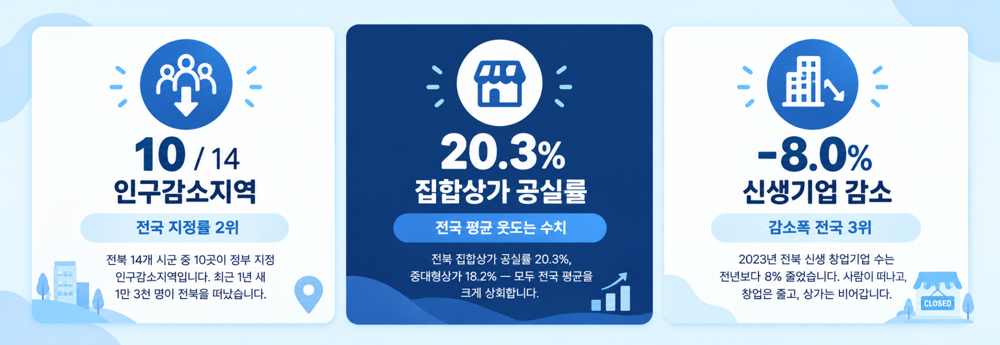 10 / 14
인구감소지역
전국 지정률 2위
전북 14개 시군 중 10곳이 정부 지정
인구감소지역입니다. 최근 1년 새
1만 3천 명이 전북을 떠났습니다.
20.3%
집합상가 공실률
전국 평균 웃도는 수치
전북 집합상가 공실률 20.3%,
중대형상가 18.2% — 모두 전국 평균을
크게 상회합니다.
-8.0%
신생기업 감소
감소폭 전국 3위
2023년 전북 신생 창업기업 수는
전년보다 8% 줄었습니다. 사람이 떠나고,
창업은 줄고, 상가는 비어갑니다.
CLOSED